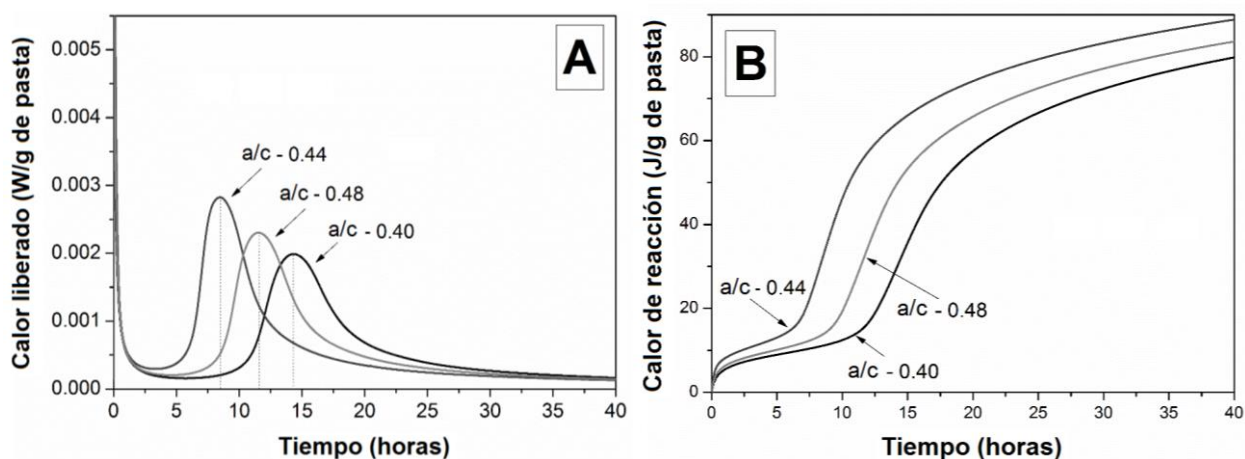 A
Calor liberado (W/g de pasta)
0.005
0.004
0.003
0.002
0.001
0.000
a/c - 0.44
a/c - 0.48
a/c - 0.40
0 5 10 15 20 25 30 35 40
Tiempo (horas)
B
Calor de reacción (J/g de pasta)
80
60
40
20
0
a/c - 0.44
a/c - 0.48
a/c - 0.40
0 5 10 15 20 25 30 35 40
Tiempo (horas)